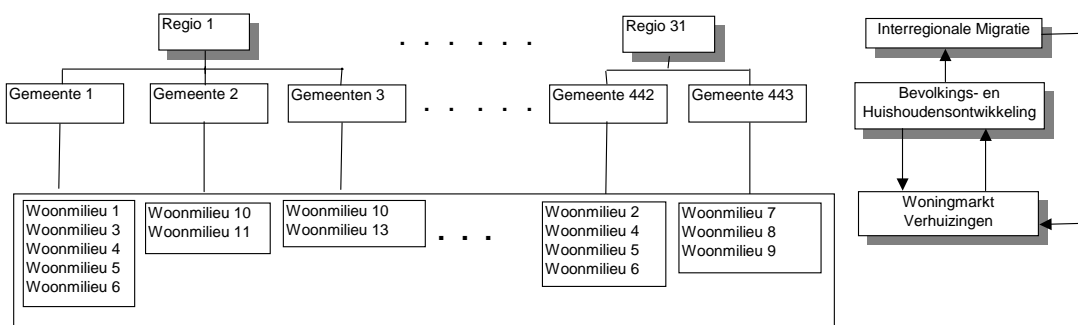 Regio 1
. . . . . .
Regio 31
Gemeente 1
Gemeente 2
Gemeenten 3
. . . . .
Gemeente 442
Gemeente 443
Woonmilieu 1
Woonmilieu 3
Woonmilieu 4
Woonmilieu 5
Woonmilieu 6
Woonmilieu 10
Woonmilieu 11
Woonmilieu 10
Woonmilieu 13
. . .
Woonmilieu 2
Woonmilieu 4
Woonmilieu 5
Woonmilieu 6
Woonmilieu 7
Woonmilieu 8
Woonmilieu 9
Interregionale Migratie
Bevolkings- en
Huishoudensontwikkeling
Woningmarkt
Verhuizingen